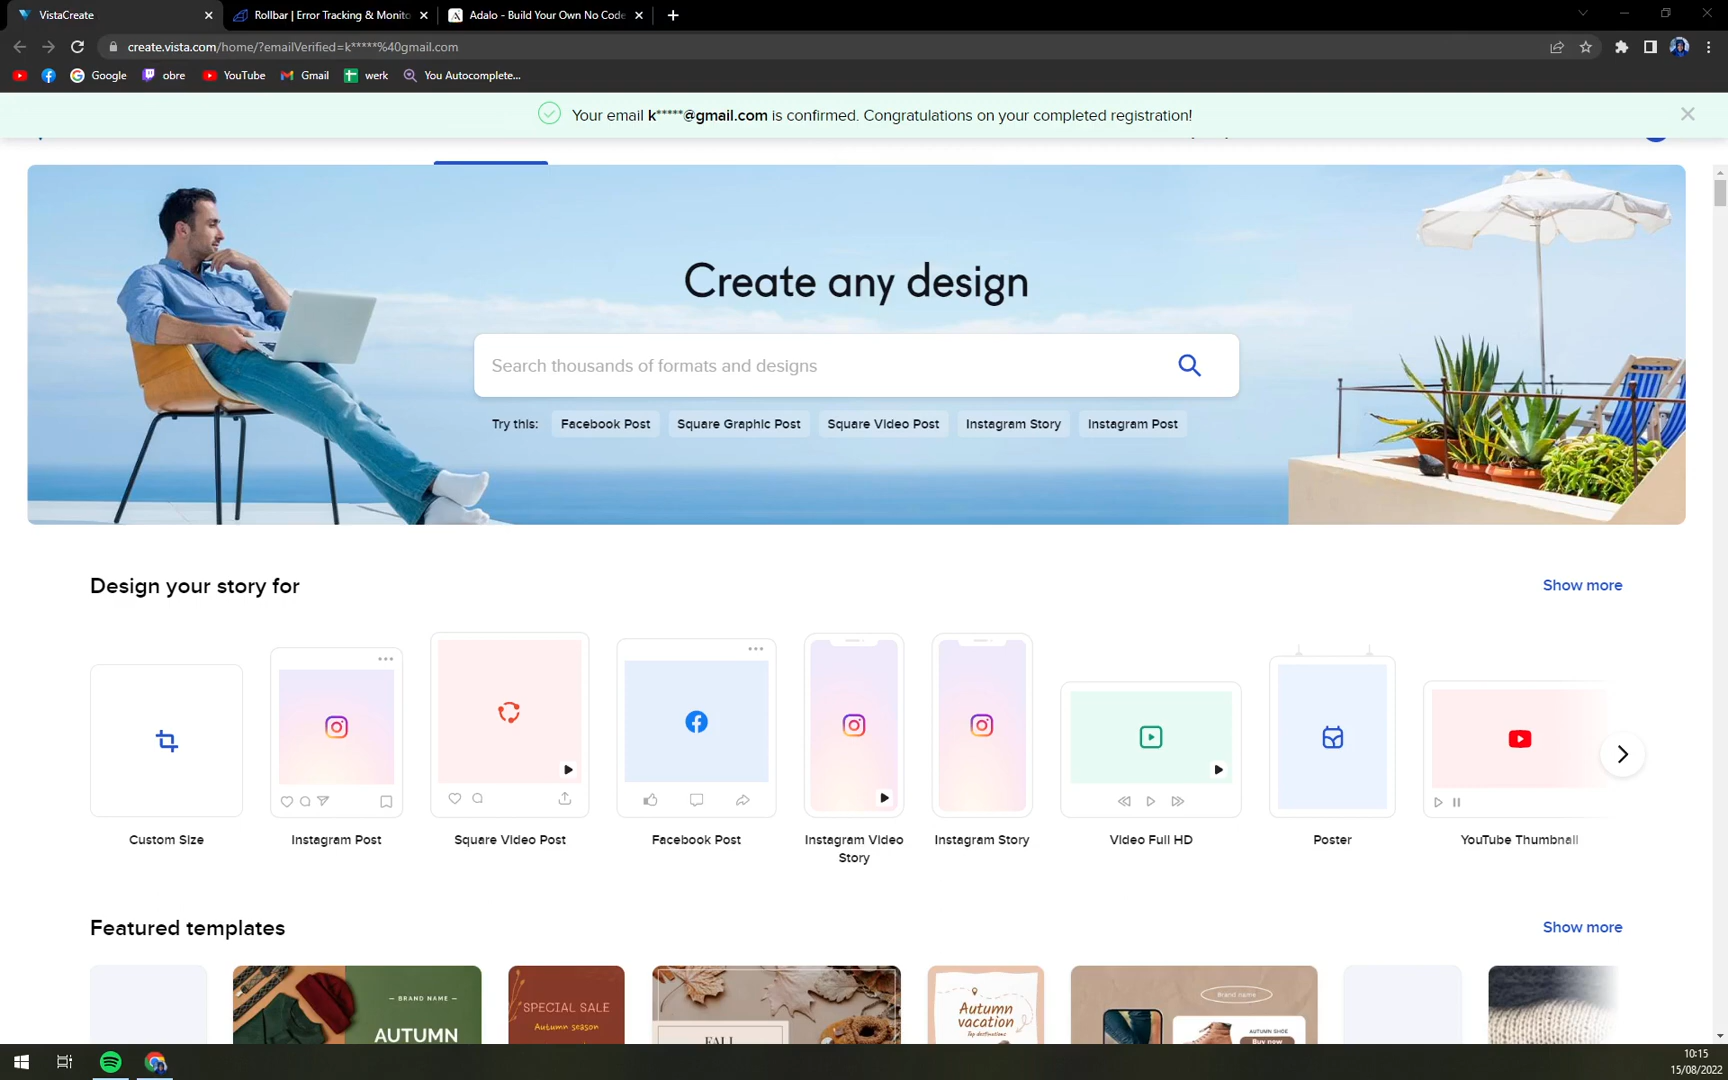 VistaCreate
Rollbar | Error Tracking & Monito
Adalo - Build Your Own No Code
create.vista.com/home/?emailVerified=k*****%40gmail.com
Google
obre
YouTube
Gmail
werk
You Autocomplete...
Your email k*****@gmail.com is confirmed. Congratulations on your completed registration!
Create any design
Search thousands of formats and designs
Try this:
Facebook Post
Square Graphic Post
Square Video Post
Instagram Story
Instagram Post
Design your story for
Show more
Custom Size
Instagram Post
Square Video Post
Facebook Post
Instagram Video
Story
Instagram Story
Video Full HD
Poster
YouTube Thumbnail
Featured templates
Show more
— BRAND NAME —
AUTUMN
SPECIAL SALE
Autumn season
FALL
Autumn
vacation
Top destinations
Brand name
AUTUMN SHOE
Buy now
10:15
15/08/2022